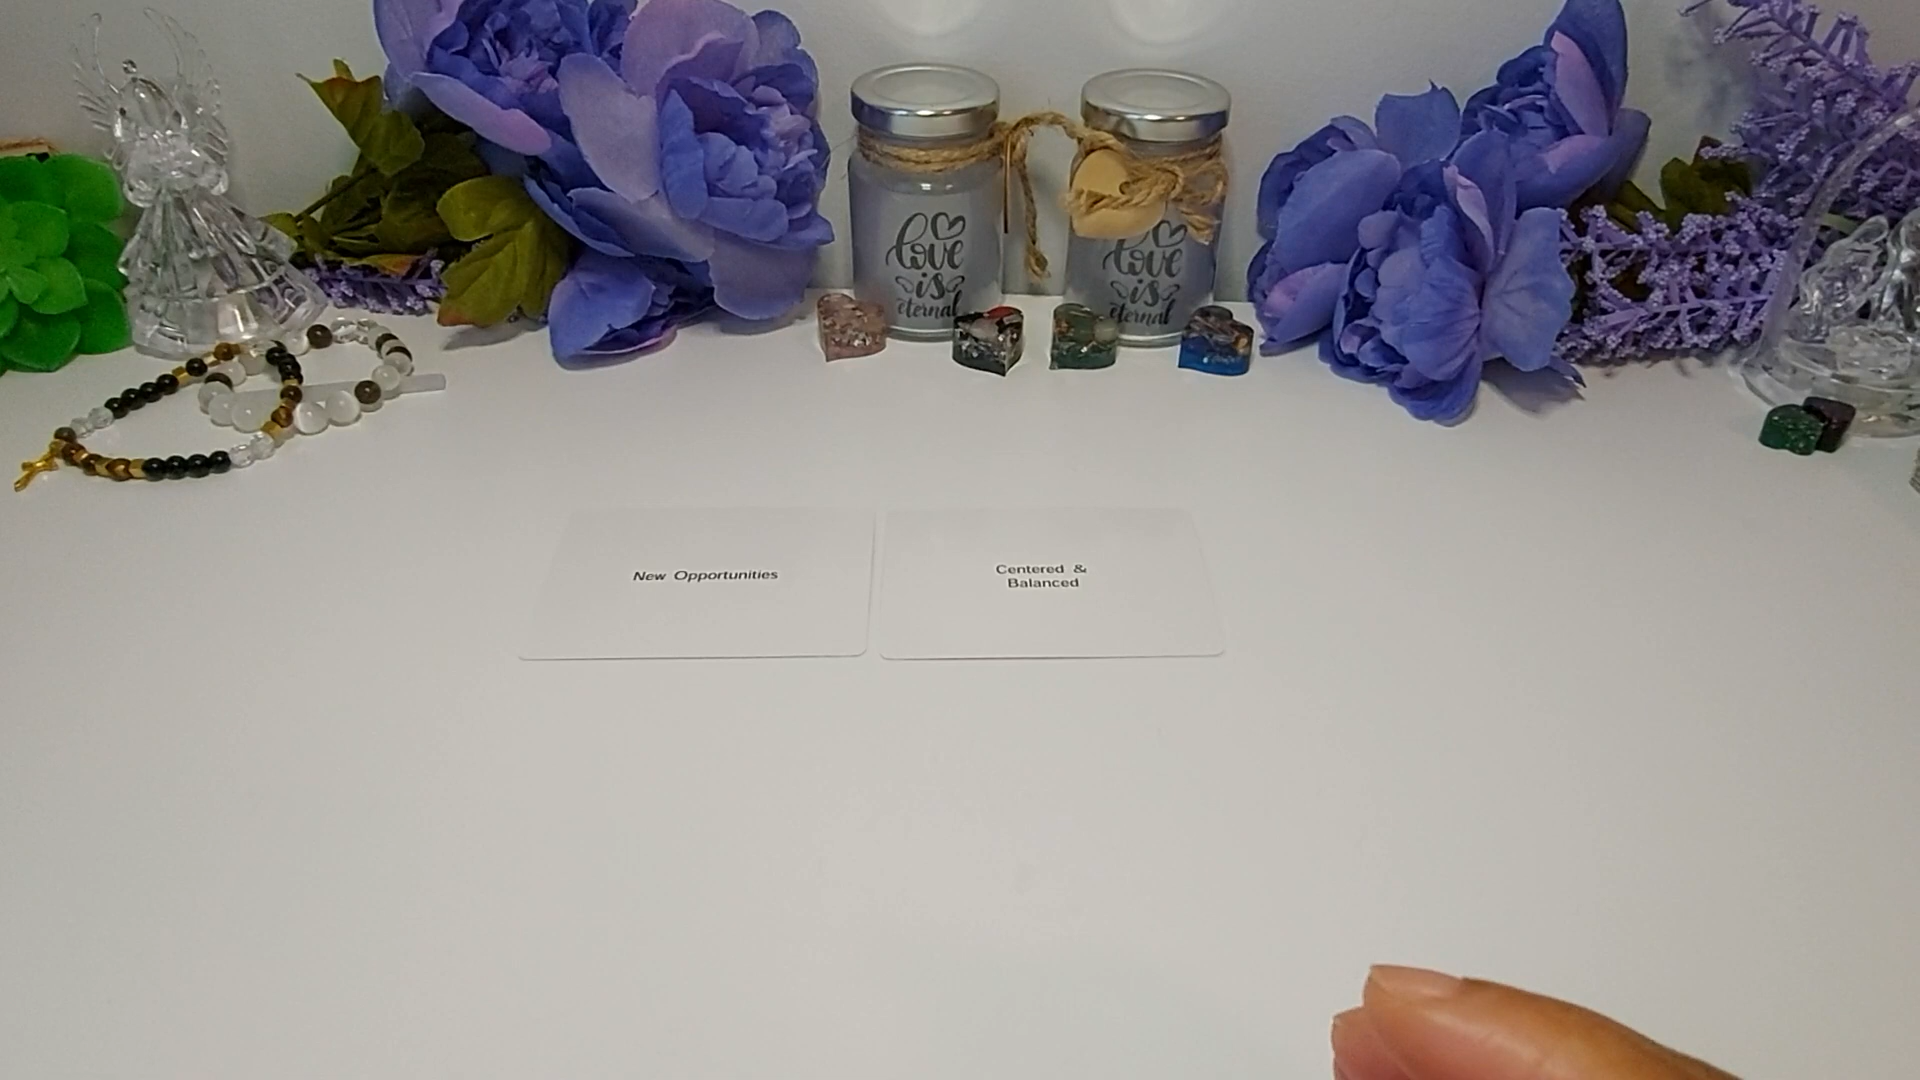 love
is
eternal
love
is
eternal
New Opportunities
Centered &
Balanced